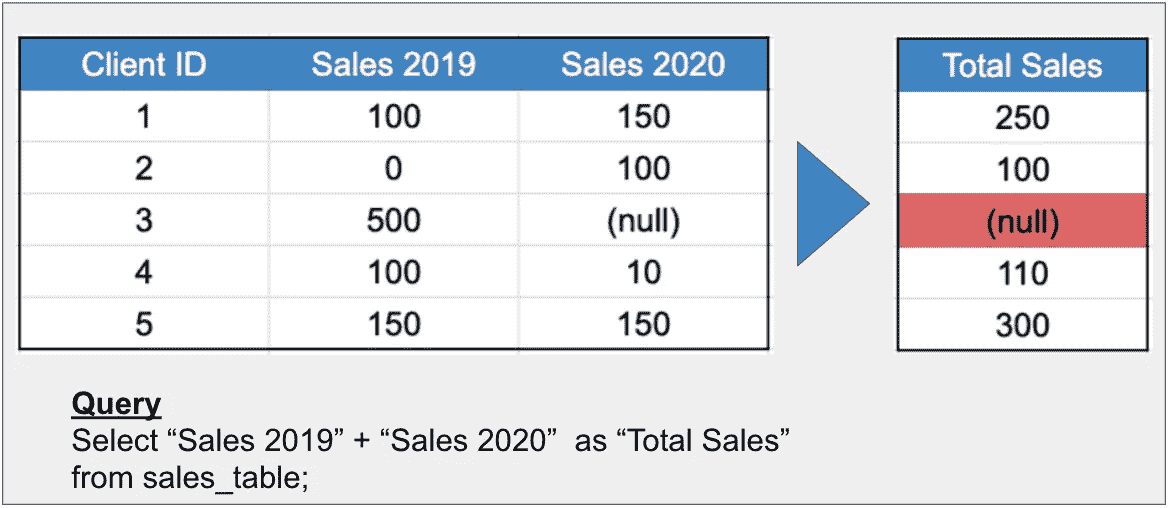 Client ID Sales 2019 Sales 2020 Total Sales
1 100 150 250
2 0 100 100
3 500 (null) (null)
4 100 10 110
5 150 150 300
Query
Select “Sales 2019” + “Sales 2020” as “Total Sales”
from sales_table;